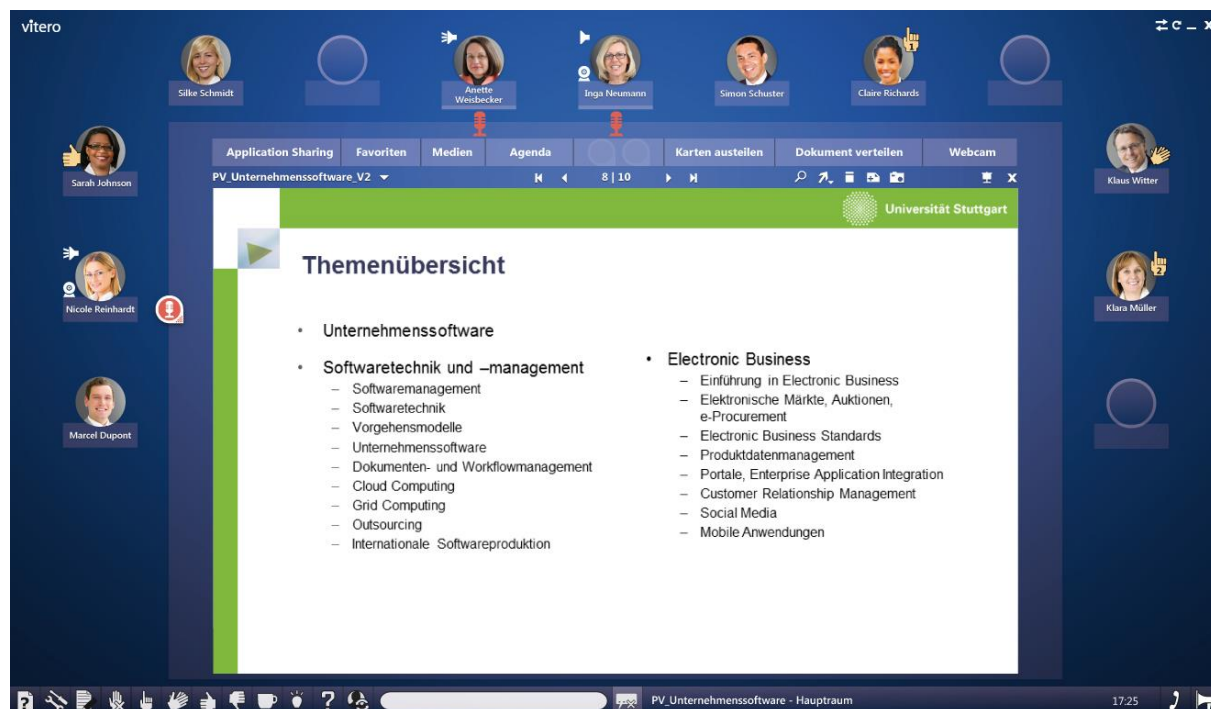 vitero
Silke Schmidt
Anette
Weisbecker
Inga Neumann
Simon Schuster
Claire Richards
1
Sarah Johnson
Klaus Witter
Nicole Reinhardt
Klara Müller
2
Marcel Dupont
Application Sharing Favoriten Medien Agenda Karten austeilen Dokument verteilen Webcam
PV_Unternehmenssoftware_V2 8 | 10
Universität Stuttgart
Themenübersicht
• Unternehmenssoftware
• Softwaretechnik und –management
– Softwaremanagement
– Softwaretechnik
– Vorgehensmodelle
– Unternehmenssoftware
– Dokumenten- und Workflowmanagement
– Cloud Computing
– Grid Computing
– Outsourcing
– Internationale Softwareproduktion
• Electronic Business
– Einführung in Electronic Business
– Elektronische Märkte, Auktionen,
e-Procurement
– Electronic Business Standards
– Produktdatenmanagement
– Portale, Enterprise Application Integration
– Customer Relationship Management
– Social Media
– Mobile Anwendungen
PV_Unternehmenssoftware - Hauptraum 17:25